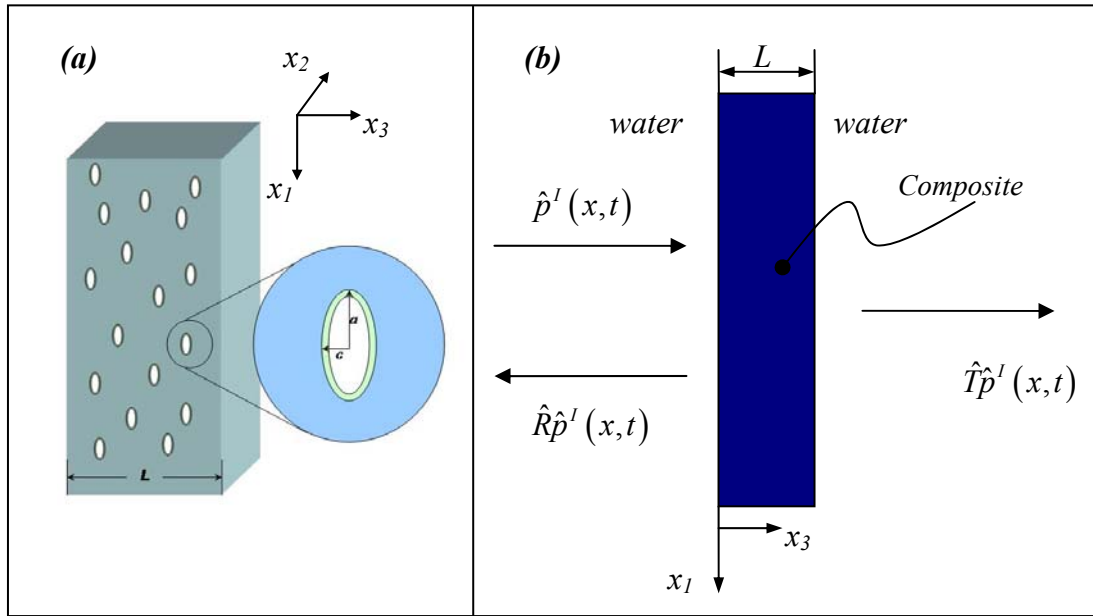 (a)
x2
x3
x1
a
c
L
(b)
L
water water
Composite
p̂^I (x,t)
T̂p̂^I (x,t)
R̂p̂^I (x,t)
x3
x1